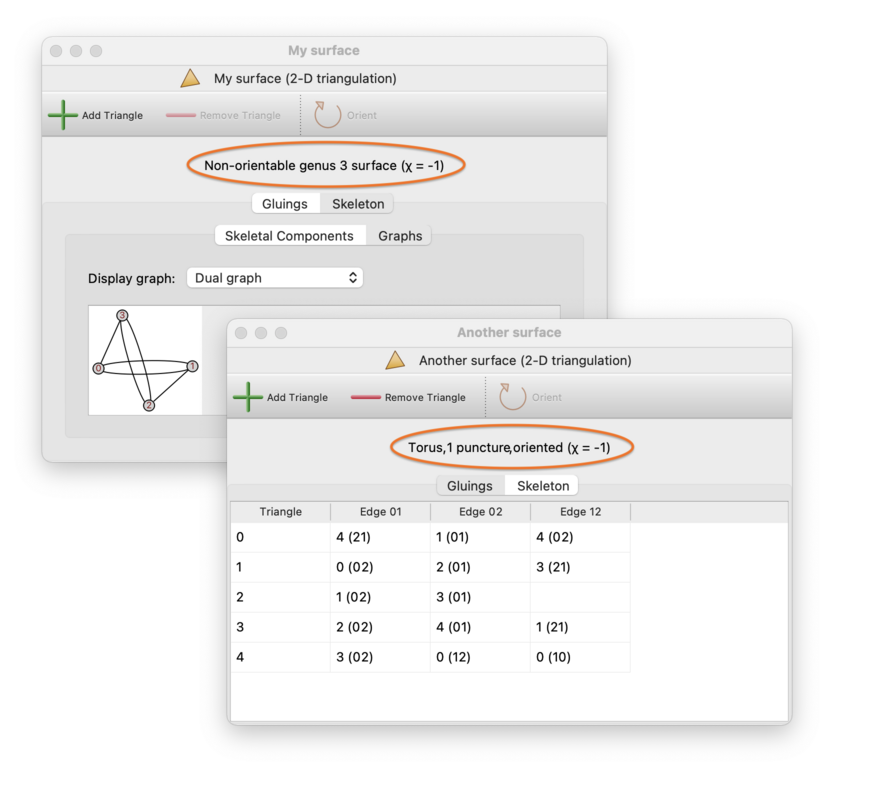 My surface
My surface (2-D triangulation)
Add Triangle Remove Triangle Orient
Non-orientable genus 3 surface (χ = -1)
Gluings Skeleton
Skeletal Components Graphs
Display graph: Dual graph
3
0 1
2
Another surface
Another surface (2-D triangulation)
Add Triangle Remove Triangle Orient
Torus,1 puncture,oriented (χ = -1)
Gluings Skeleton
Triangle Edge 01 Edge 02 Edge 12
0 4 (21) 1 (01) 4 (02)
1 0 (02) 2 (01) 3 (21)
2 1 (02) 3 (01)
3 2 (02) 4 (01) 1 (21)
4 3 (02) 0 (12) 0 (10)